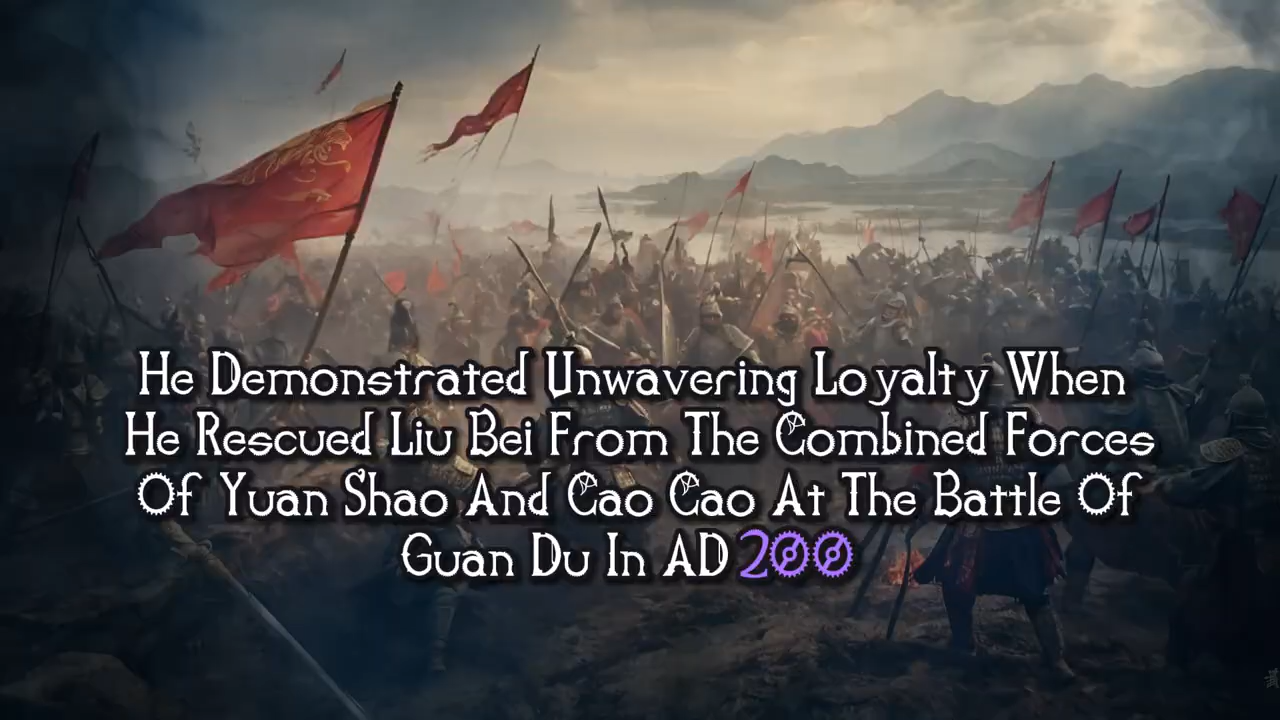 He Demonstrated Unwavering Loyalty When
He Rescued Liu Bei From The Combined Forces
Of Yuan Shao And Cao Cao At The Battle Of
Guan Du In AD 200